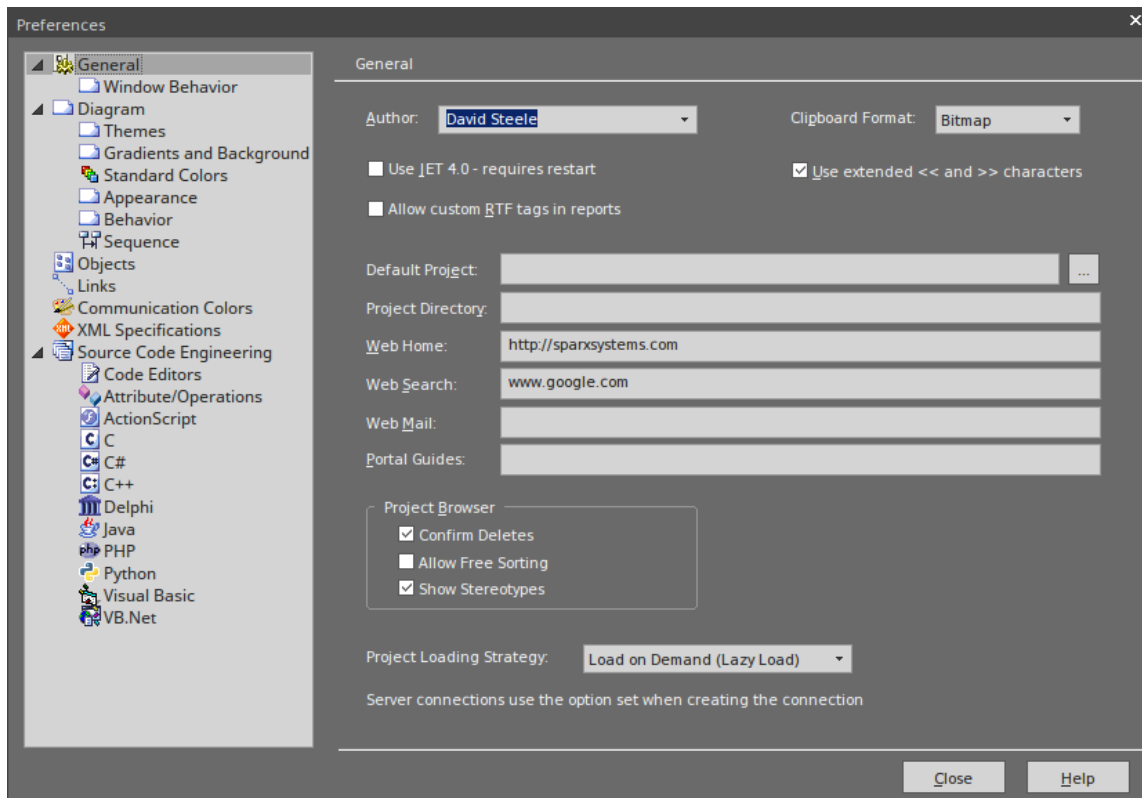 Preferences
General
Window Behavior
Diagram
Themes
Gradients and Background
Standard Colors
Appearance
Behavior
Sequence
Objects
Links
Communication Colors
XML Specifications
Source Code Engineering
Code Editors
Attribute/Operations
ActionScript
C
C#
C++
Delphi
Java
PHP
Python
Visual Basic
VB.Net
General
Author: David Steele Clipboard Format: Bitmap
Use JET 4.0 - requires restart Use extended << and >> characters
Allow custom RTF tags in reports
Default Project: ...
Project Directory:
Web Home: http://sparxsystems.com
Web Search: www.google.com
Web Mail:
Portal Guides:
Project Browser
Confirm Deletes
Allow Free Sorting
Show Stereotypes
Project Loading Strategy: Load on Demand (Lazy Load)
Server connections use the option set when creating the connection
Close Help